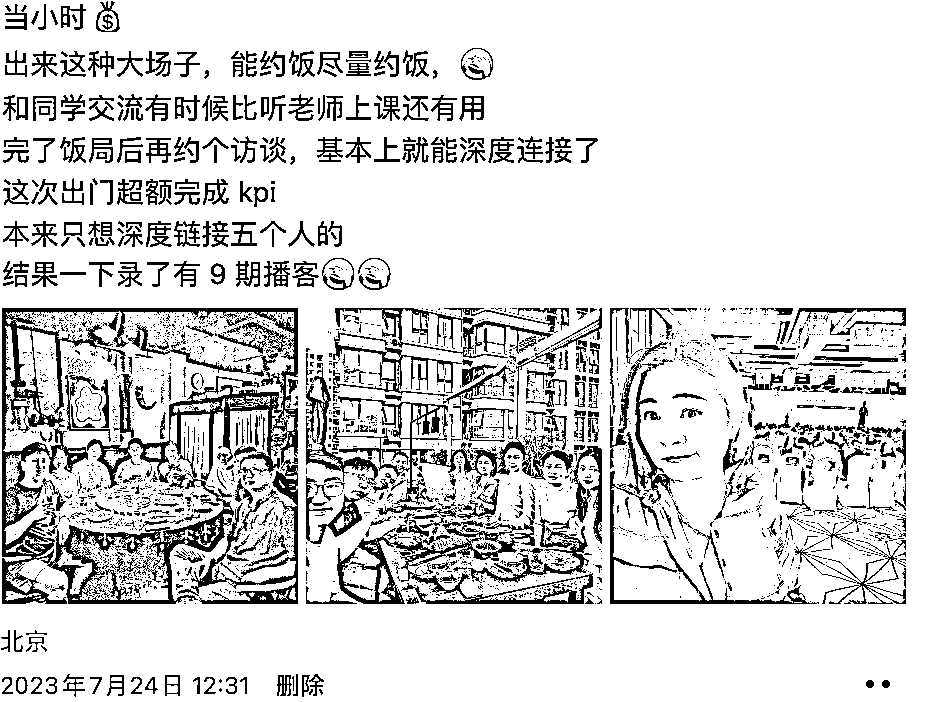 当小时💰
出来这种大场子，能约饭尽量约饭，
和同学交流有时候比听老师上课还有用
完了饭局后再约个访谈，基本上就能深度连接了
这次出门超额完成 kpi
本来只想深度链接五个人的
结果一下录了有 9 期播客
北京
2023年7月24日 12:31 删除